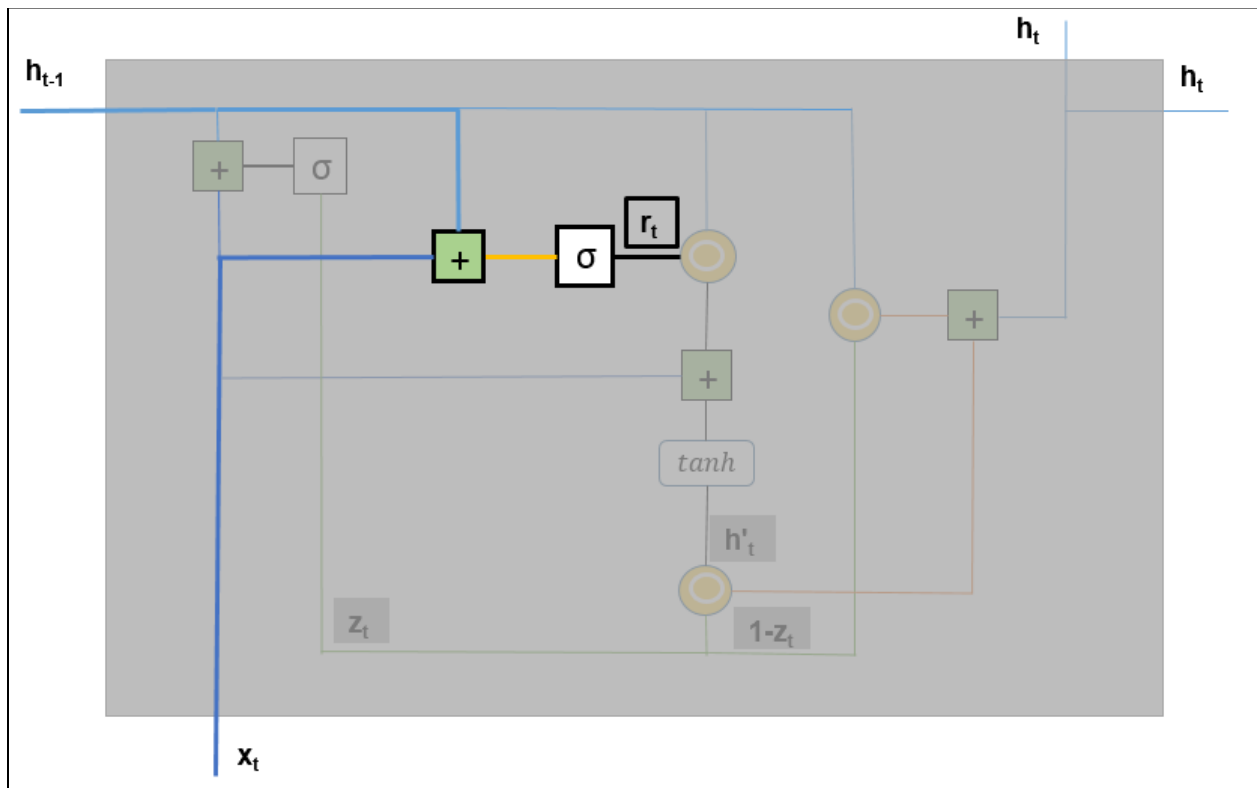 hₜ
hₜ₋₁
hₜ
+
σ
rₜ
+
σ
+
+
tanh
h'ₜ
zₜ
1-zₜ
xₜ